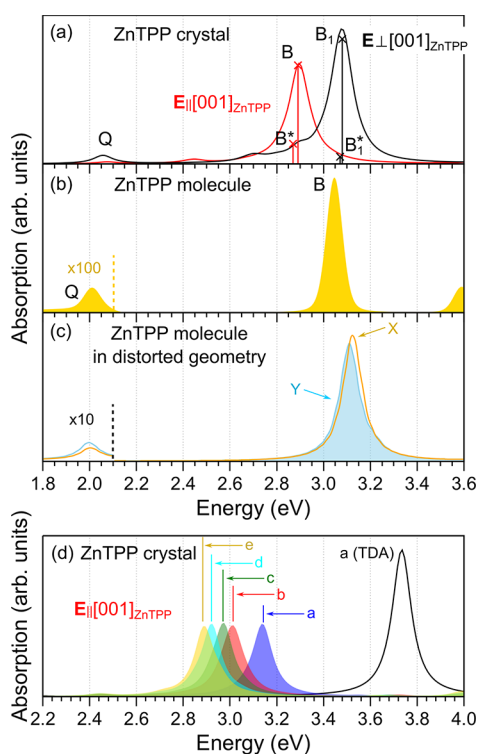 (a) ZnTPP crystal
B
B₁
E⊥[001]ZnTPP
E||[001]ZnTPP
Q
B*
B₁*
(b) ZnTPP molecule
B
x100
Q
(c) ZnTPP molecule
in distorted geometry
X
Y
x10
Absorption (arb. units)
1.8 2.0 2.2 2.4 2.6 2.8 3.0 3.2 3.4 3.6
Energy (eV)
(d) ZnTPP crystal
e
d
c
b
a
a (TDA)
E||[001]ZnTPP
Absorption (arb. units)
2.2 2.4 2.6 2.8 3.0 3.2 3.4 3.6 3.8 4.0
Energy (eV)